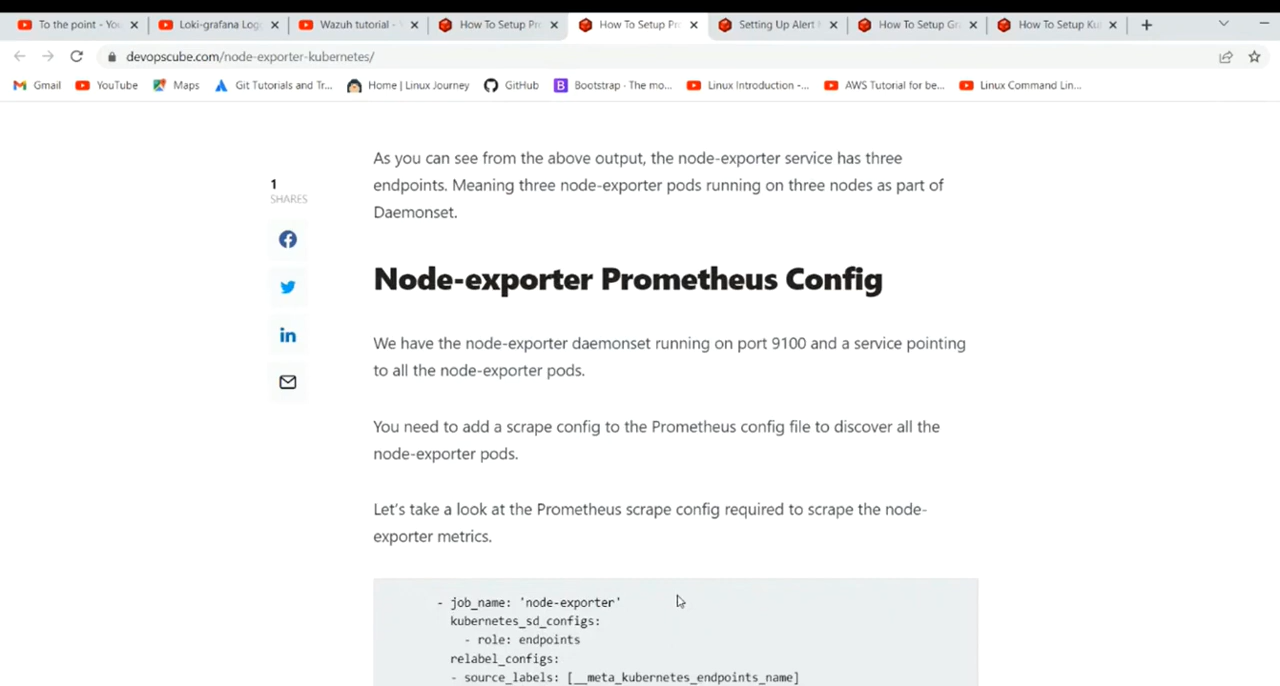 To the point - You
Loki-grafana Log
Wazuh tutorial -
How To Setup Pr
How To Setup Pr
Setting Up Alert
How To Setup Gr
How To Setup Ku
devopscube.com/node-exporter-kubernetes/
Gmail
YouTube
Maps
Git Tutorials and Tr...
Home | Linux Journey
GitHub
Bootstrap · The mo...
Linux Introduction -...
AWS Tutorial for be...
Linux Command Lin...
As you can see from the above output, the node-exporter service has three
endpoints. Meaning three node-exporter pods running on three nodes as part of
Daemonset.
1
SHARES
Node-exporter Prometheus Config
We have the node-exporter daemonset running on port 9100 and a service pointing
to all the node-exporter pods.
You need to add a scrape config to the Prometheus config file to discover all the
node-exporter pods.
Let's take a look at the Prometheus scrape config required to scrape the node-
exporter metrics.
- job_name: 'node-exporter'
kubernetes_sd_configs:
- role: endpoints
relabel_configs:
- source_labels: [__meta_kubernetes_endpoints_name]